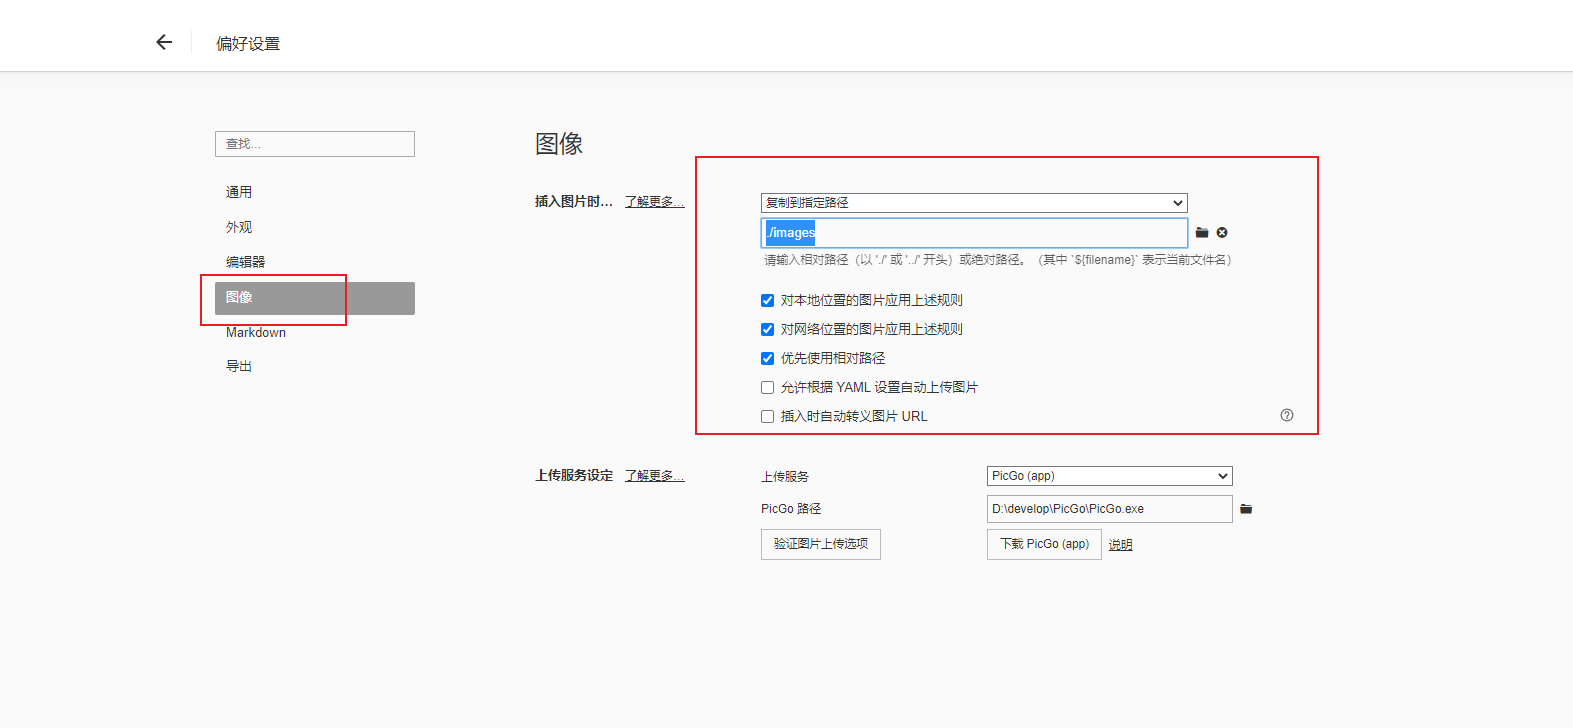 偏好设置
查找...
通用
外观
编辑器
图像
Markdown
导出
图像
插入图片时... 了解更多...
复制到指定路径
./images
请输入相对路径（以 './' 或 '../' 开头）或绝对路径。（其中 `${filename}` 表示当前文件名）
对本地位置的图片应用上述规则
对网络位置的图片应用上述规则
优先使用相对路径
允许根据 YAML 设置自动上传图片
插入时自动转义图片 URL
上传服务设定 了解更多...
上传服务 PicGo (app)
PicGo 路径 D:\develop\PicGo\PicGo.exe
验证图片上传选项 下载 PicGo (app) 说明